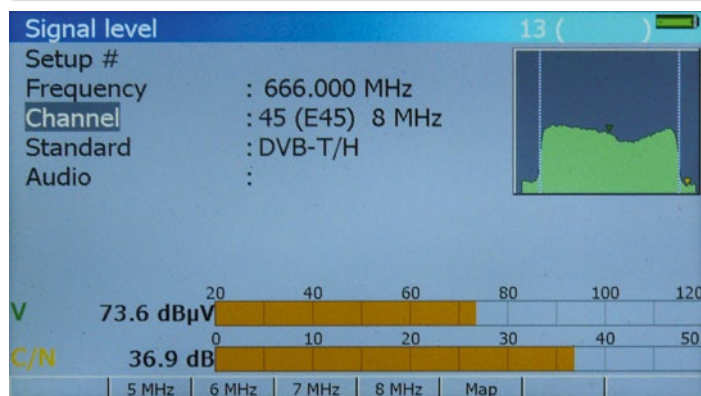 Signal level 13 ( )
Setup #
Frequency : 666.000 MHz
Channel : 45 (E45) 8 MHz
Standard : DVB-T/H
Audio :
20 40 60 80 100 120
V 73.6 dBµV
0 10 20 30 40 50
C/N 36.9 dB
5 MHz 6 MHz 7 MHz 8 MHz Map